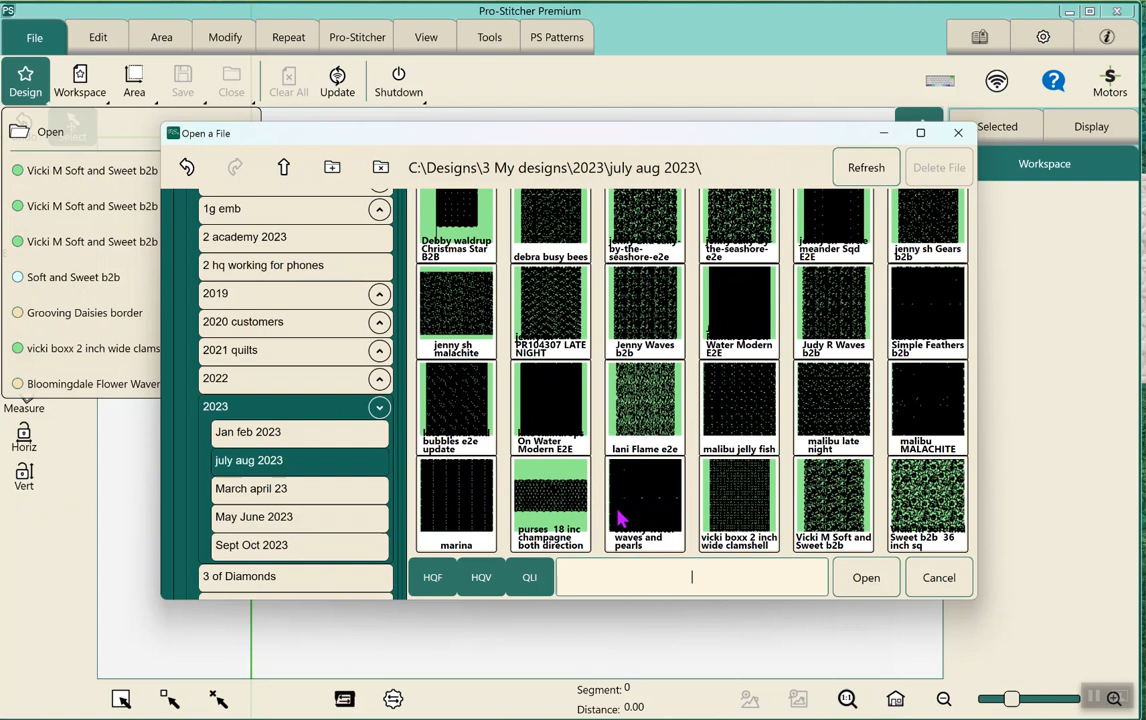 PS
Pro-Stitcher Premium
File
Edit
Area
Modify
Repeat
Pro-Stitcher
View
Tools
PS Patterns
Design
Workspace
Area
Save
Close
Clear All
Update
Shutdown
Motors
Open
Vicki M Soft and Sweet b2b
Vicki M Soft and Sweet b2b
Vicki M Soft and Sweet b2b
Soft and Sweet b2b
Grooving Daisies border
vicki boxx 2 inch wide clams
Bloomingdale Flower Waver
Measure
Horiz
Vert
Selected
Display
Workspace
Open a File
C:\Designs\3 My designs\2023\july aug 2023\
Refresh
Delete File
1g emb
2 academy 2023
2 hq working for phones
2019
2020 customers
2021 quilts
2022
2023
Jan feb 2023
july aug 2023
March april 23
May June 2023
Sept Oct 2023
3 of Diamonds
Debby waldrup
Christmas Star
B2B
debra busy bees
by-the-
seashore-e2e
the-seashore-
e2e
meander Sqd
E2E
jenny sh Gears
b2b
jenny sh
malachite
PR104307 LATE
NIGHT
Jenny Waves
b2b
Water Modern
E2E
Judy R Waves
b2b
Simple Feathers
b2b
bubbles e2e
update
On Water
Modern E2E
lani Flame e2e
malibu jelly fish
malibu late
night
malibu
MALACHITE
marina
purses 18 inc
champagne
both direction
waves and
pearls
vicki boxx 2 inch
wide clamshell
Vicki M Soft and
Sweet b2b
Sweet b2b 36
inch sq
HQF
HQV
QLI
Open
Cancel
Segment: 0
Distance: 0.00
1:1